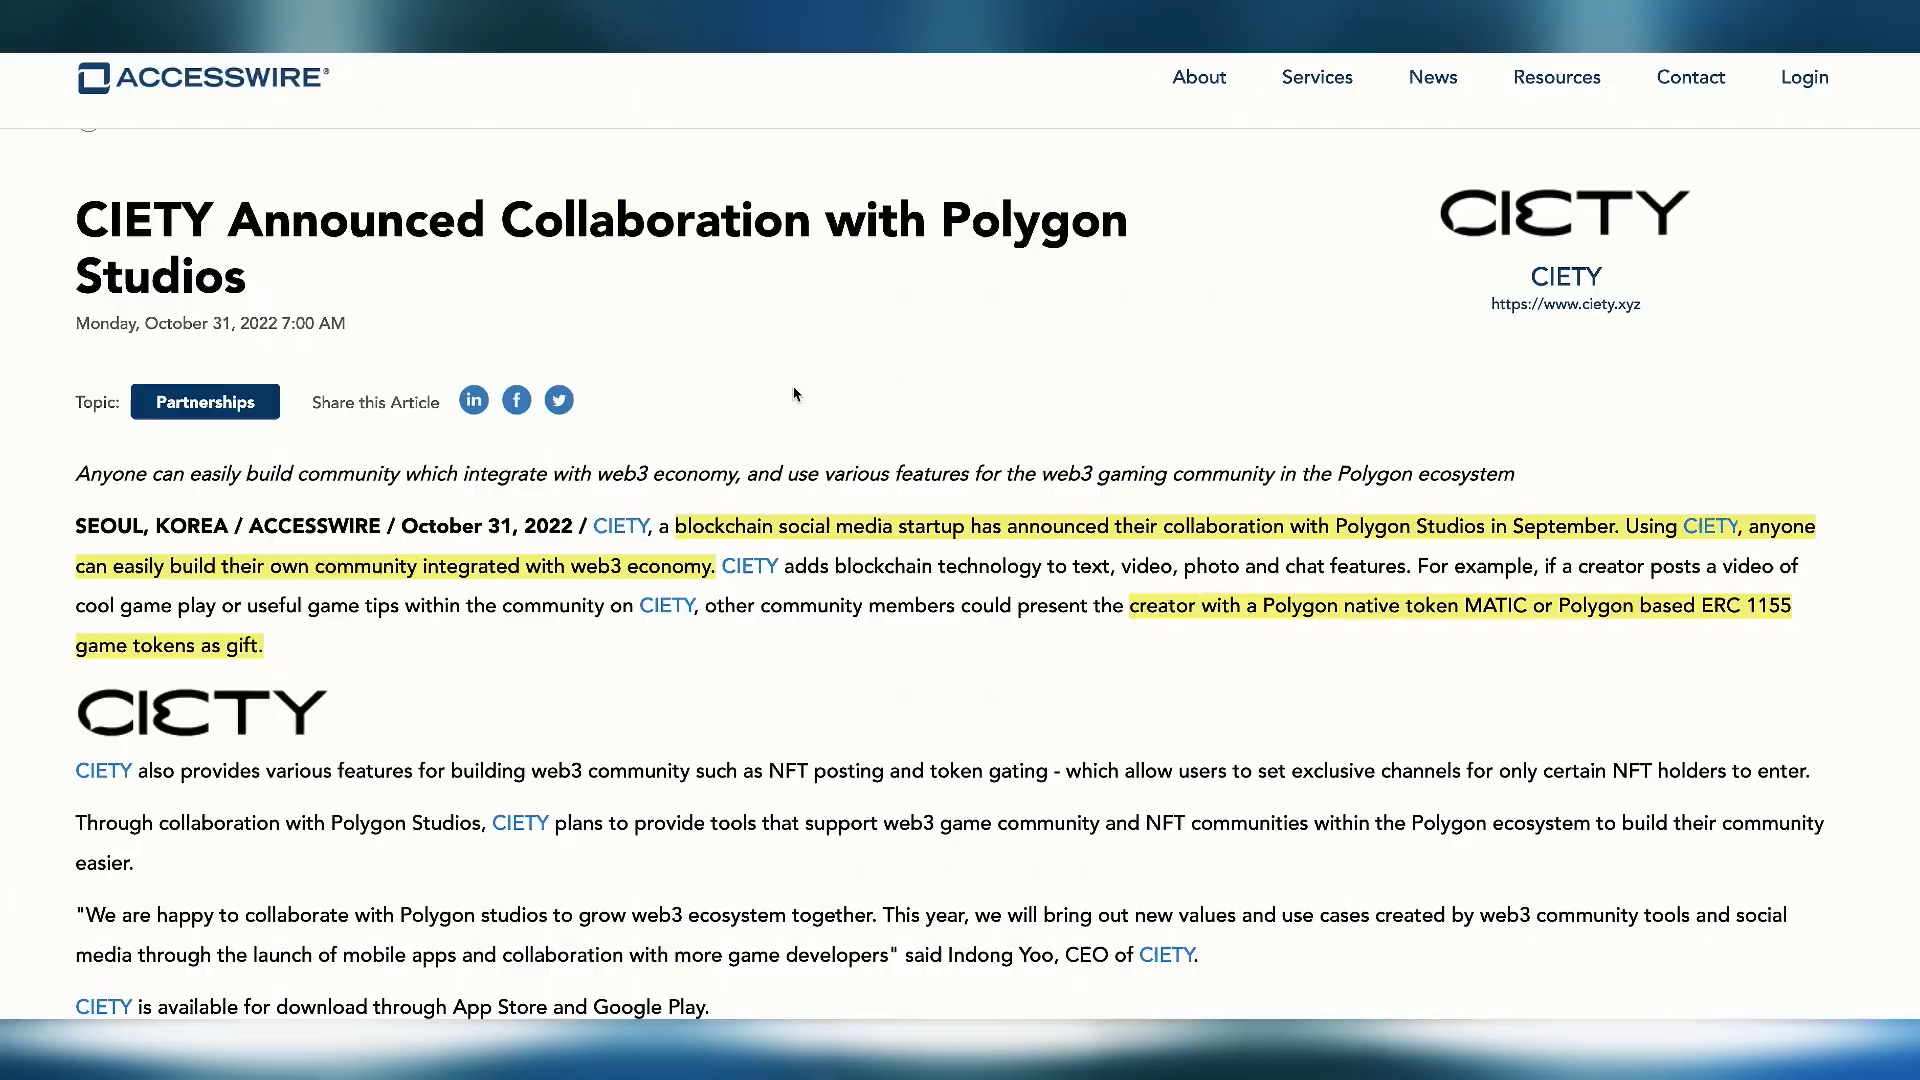 ACCESSWIRE®
About Services News Resources Contact Login
CIETY Announced Collaboration with Polygon
Studios
Monday, October 31, 2022 7:00 AM
CIETY
CIETY
https://www.ciety.xyz
Topic: Partnerships Share this Article in f
Anyone can easily build community which integrate with web3 economy, and use various features for the web3 gaming community in the Polygon ecosystem
SEOUL, KOREA / ACCESSWIRE / October 31, 2022 / CIETY, a blockchain social media startup has announced their collaboration with Polygon Studios in September. Using CIETY, anyone
can easily build their own community integrated with web3 economy. CIETY adds blockchain technology to text, video, photo and chat features. For example, if a creator posts a video of
cool game play or useful game tips within the community on CIETY, other community members could present the creator with a Polygon native token MATIC or Polygon based ERC 1155
game tokens as gift.
CIETY
CIETY also provides various features for building web3 community such as NFT posting and token gating - which allow users to set exclusive channels for only certain NFT holders to enter.
Through collaboration with Polygon Studios, CIETY plans to provide tools that support web3 game community and NFT communities within the Polygon ecosystem to build their community
easier.
"We are happy to collaborate with Polygon studios to grow web3 ecosystem together. This year, we will bring out new values and use cases created by web3 community tools and social
media through the launch of mobile apps and collaboration with more game developers" said Indong Yoo, CEO of CIETY.
CIETY is available for download through App Store and Google Play.